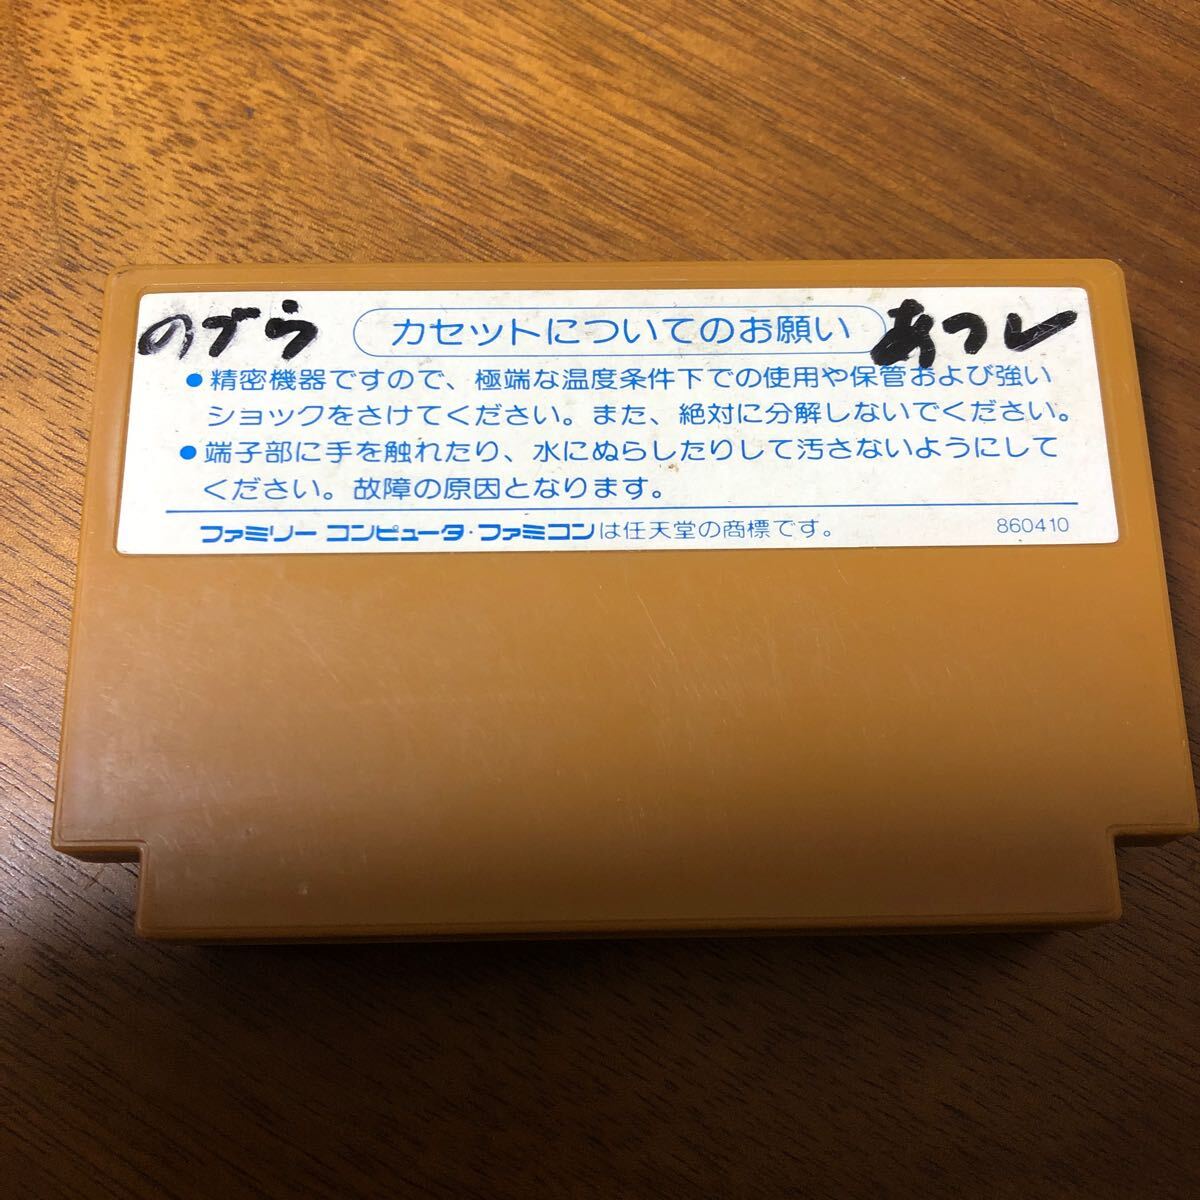 のづら
カセットについてのお願い
あつし
●精密機器ですので、極端な温度条件下での使用や保管および強い
ショックをさけてください。また、絶対に分解しないでください。
●端子部に手を触れたり、水にぬらしたりして汚さないようにして
ください。故障の原因となります。
ファミリー コンピュータ・ファミコンは任天堂の商標です。 860410